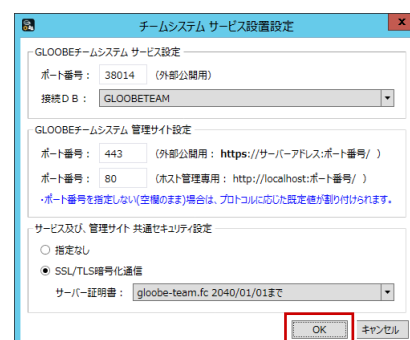 チームシステム サービス設置設定
x
GLOOBEチームシステム サービス設定
ポート番号： 38014 （外部公開用）
接続ＤＢ： GLOOBETEAM
GLOOBEチームシステム 管理サイト設定
ポート番号： 443 （外部公開用： https://サーバーアドレス:ポート番号/ ）
ポート番号： 80 （ホスト管理専用： http://localhost:ポート番号/ ）
・ポート番号を指定しない(空欄のまま)場合は、プロトコルに応じた既定値が割り付けられます。
サービス及び、管理サイト 共通セキュリティ設定
指定なし
SSL/TLS暗号化通信
サーバー証明書： gloobe-team.fc 2040/01/01まで
OK キャンセル